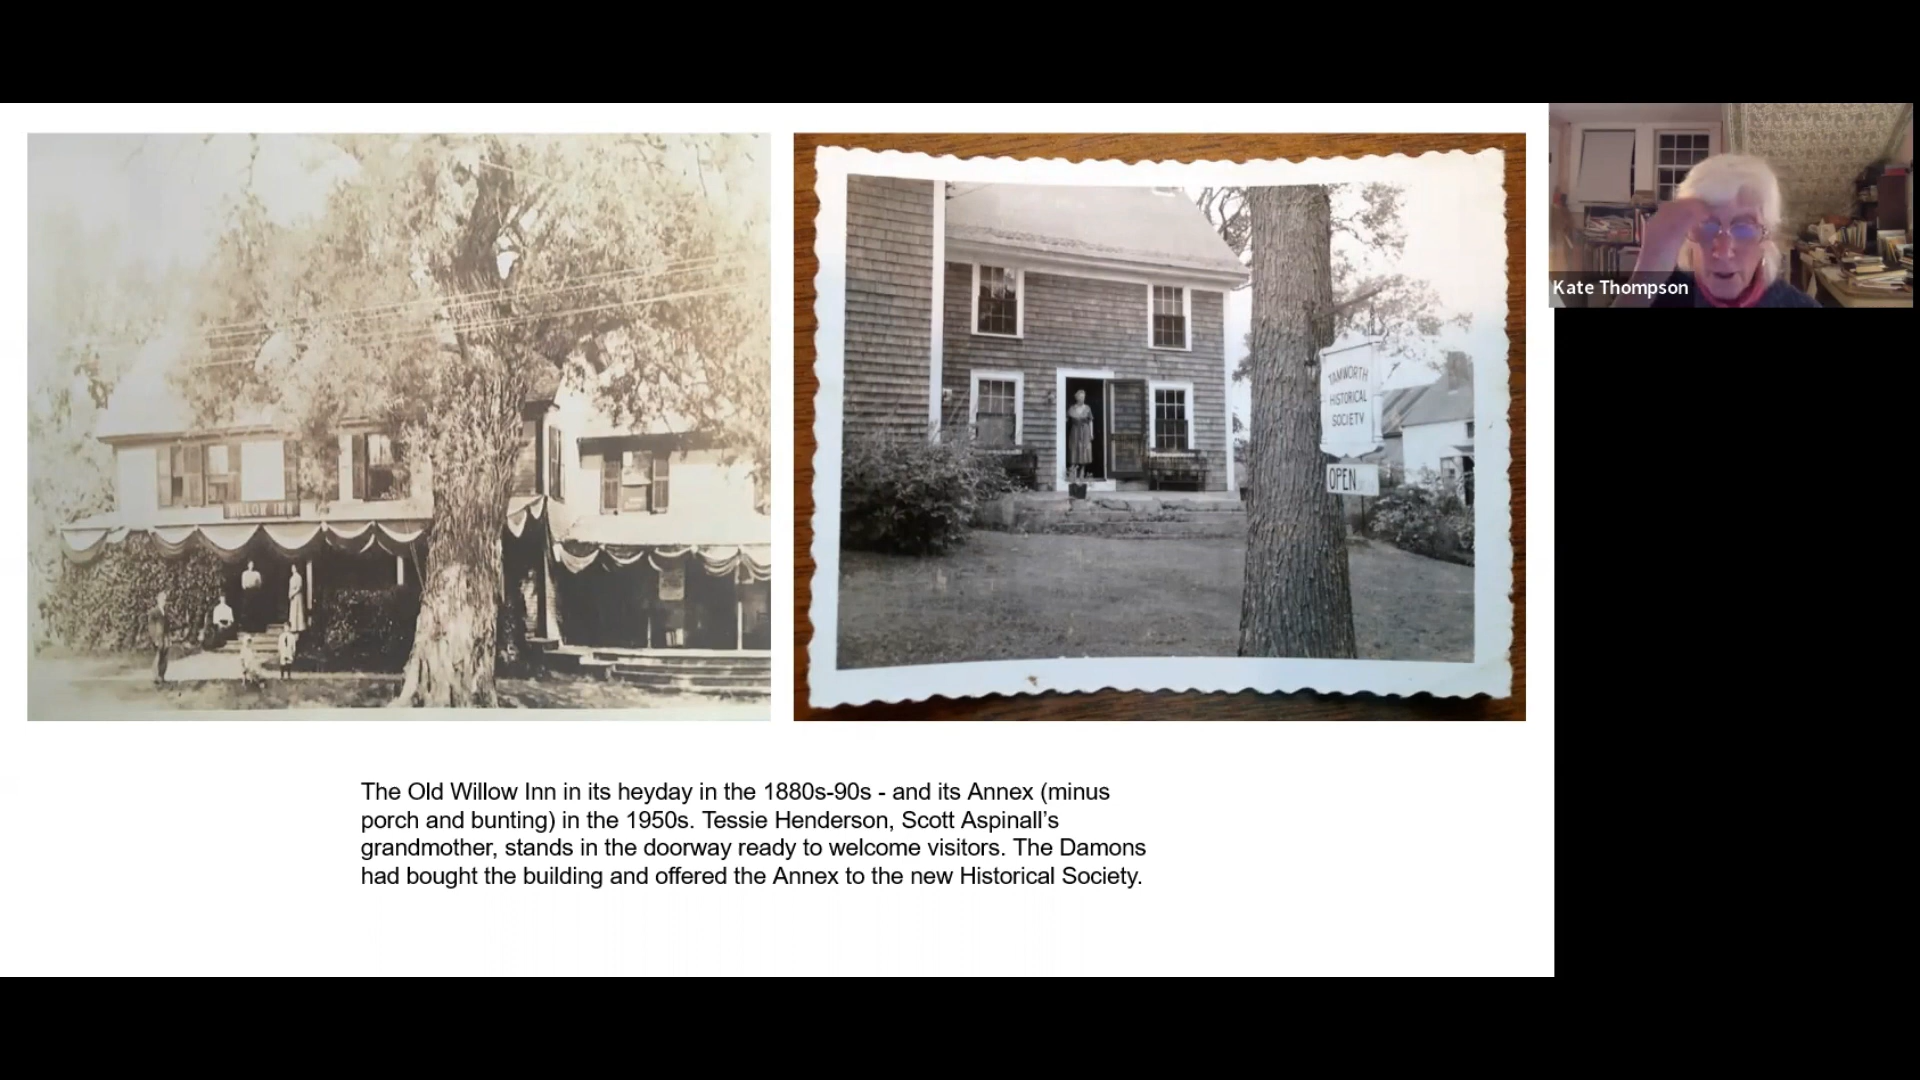 WILLOW INN
TAMWORTH
HISTORICAL
SOCIETY
OPEN
Kate Thompson
The Old Willow Inn in its heyday in the 1880s-90s - and its Annex (minus
porch and bunting) in the 1950s. Tessie Henderson, Scott Aspinall’s
grandmother, stands in the doorway ready to welcome visitors. The Damons
had bought the building and offered the Annex to the new Historical Society.